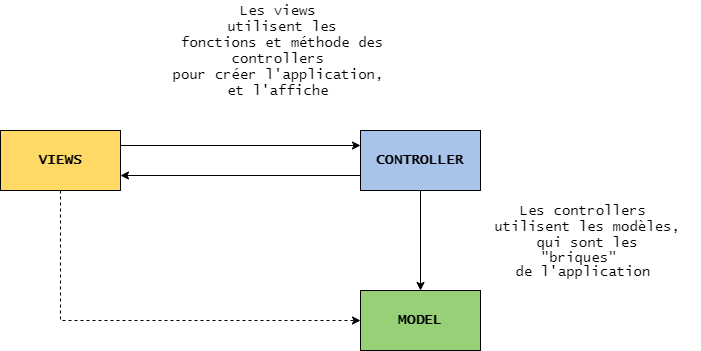 Les views
utilisent les
fonctions et méthode des
controllers
pour créer l'application,
et l'affiche
VIEWS
CONTROLLER
Les controllers
utilisent les modèles,
qui sont les
"briques"
de l'application
MODEL